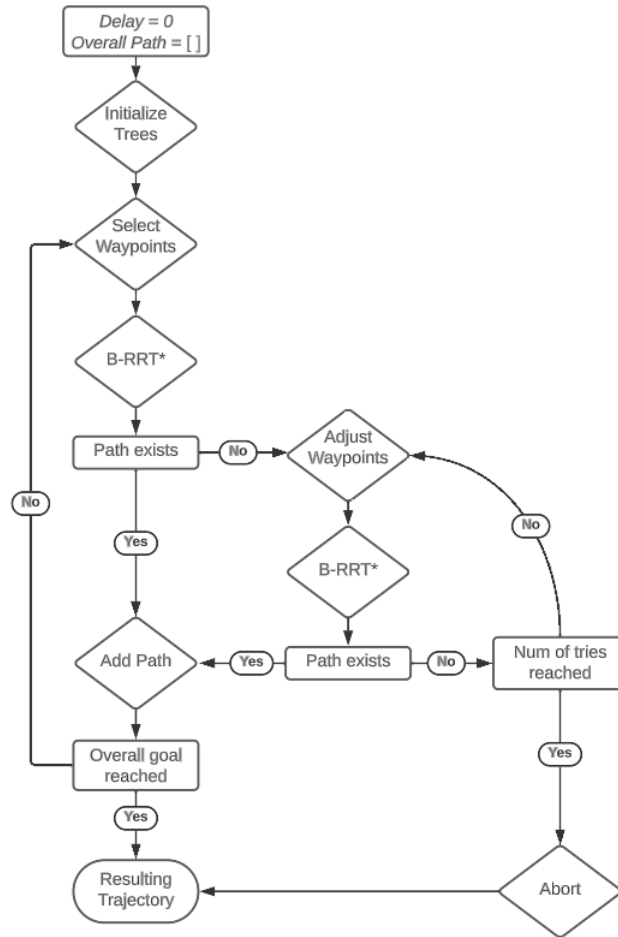 Delay = 0
Overall Path = [ ]
Initialize
Trees
Select
Waypoints
B-RRT*
Path exists
No
Adjust
Waypoints
No
No
Yes
B-RRT*
Add Path
Yes
Path exists
No
Num of tries
reached
Overall goal
reached
Yes
Yes
Resulting
Trajectory
Abort